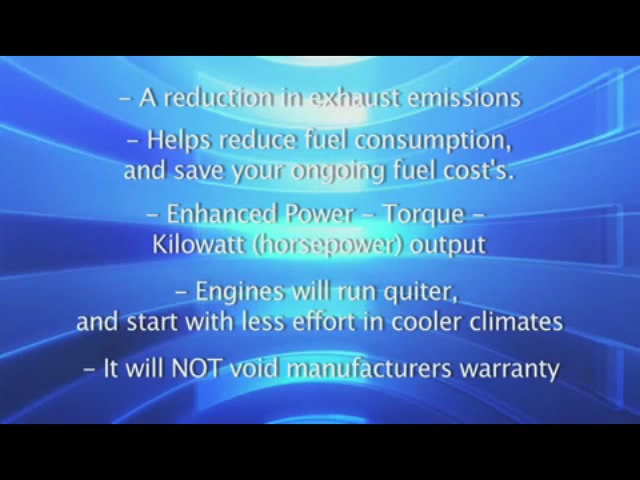 – A reduction in exhaust emissions
– Helps reduce fuel consumption,
and save your ongoing fuel cost's.
– Enhanced Power – Torque –
Kilowatt (horsepower) output
– Engines will run quiter,
and start with less effort in cooler climates
– It will NOT void manufacturers warranty